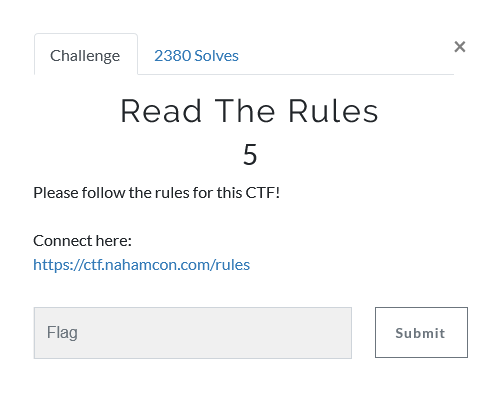 Challenge
2380 Solves
×
Read The Rules
5
Please follow the rules for this CTF!
Connect here:
https://ctf.nahamcon.com/rules
Flag
Submit